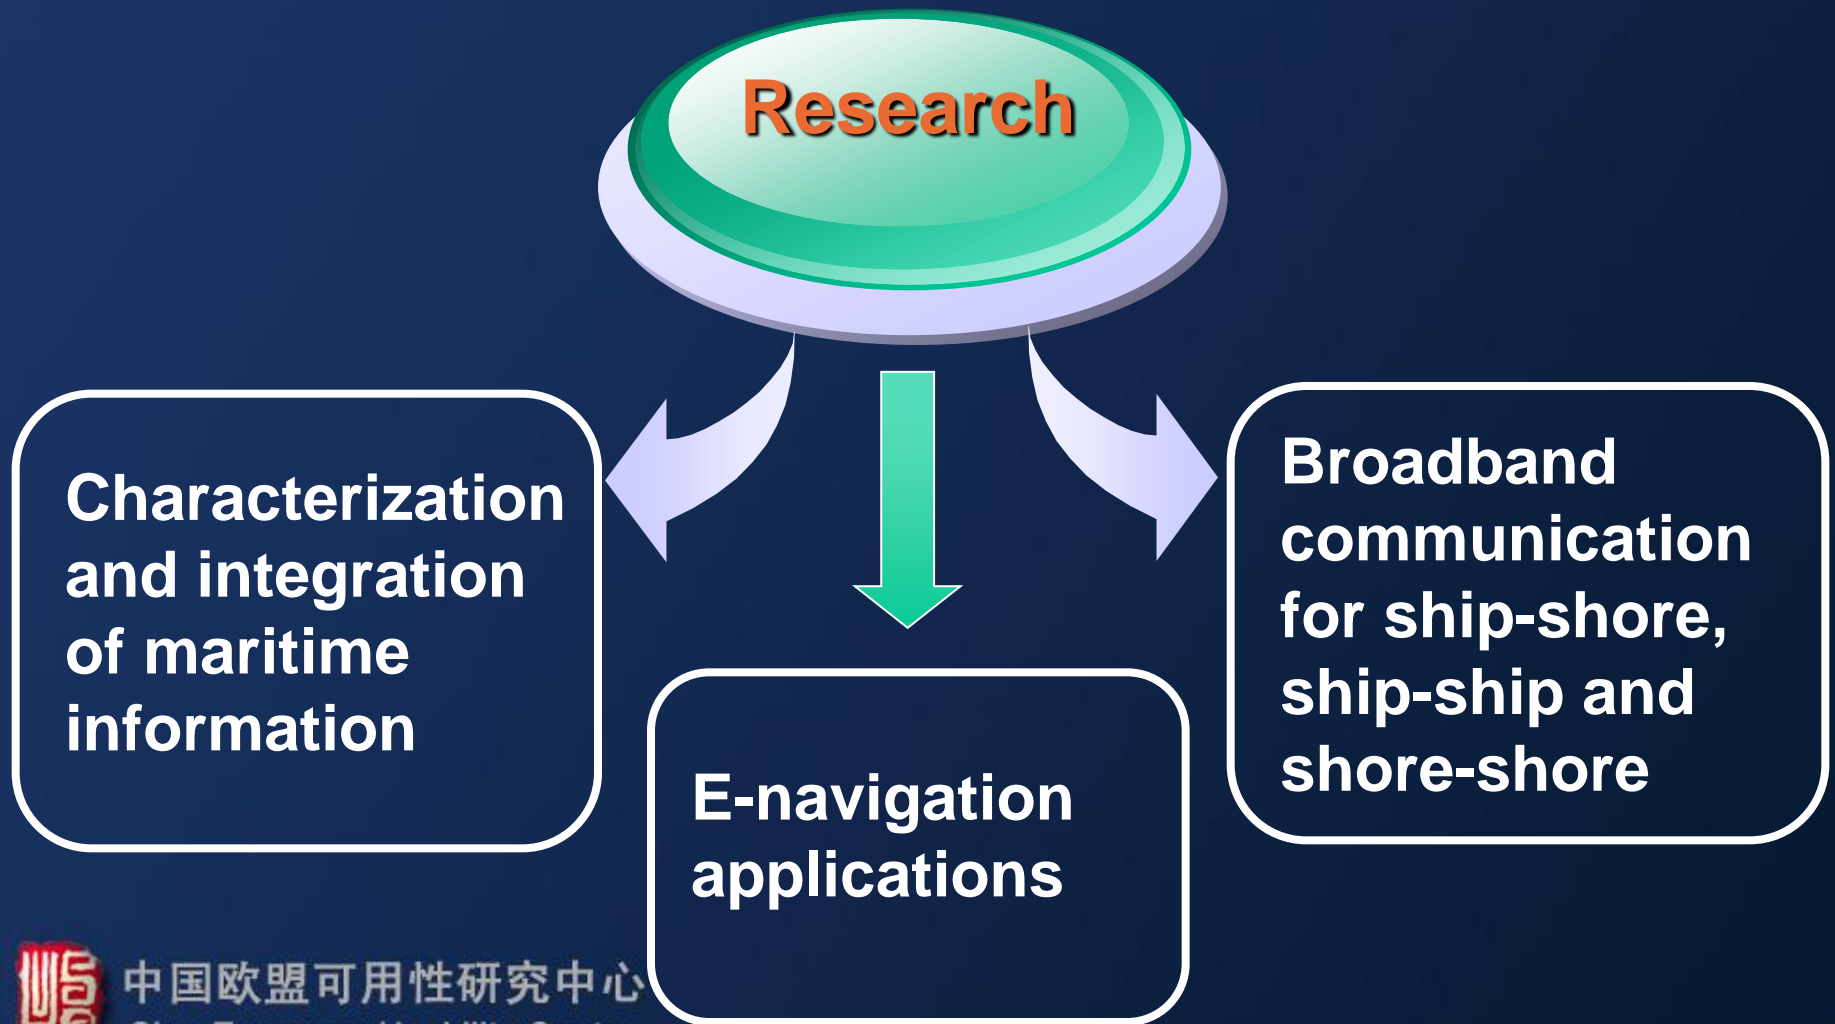 Research
Characterization
and integration
of maritime
information
E-navigation
applications
Broadband
communication
for ship-shore,
ship-ship and
shore-shore
中国欧盟可用性研究中心